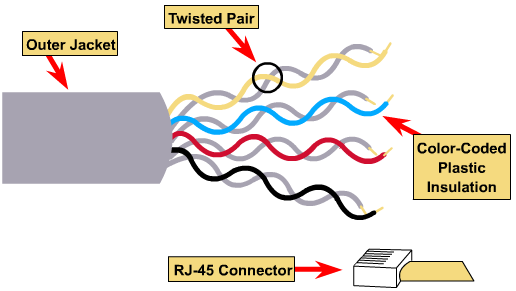 Twisted Pair
Outer Jacket
Color-Coded
Plastic
Insulation
RJ-45 Connector